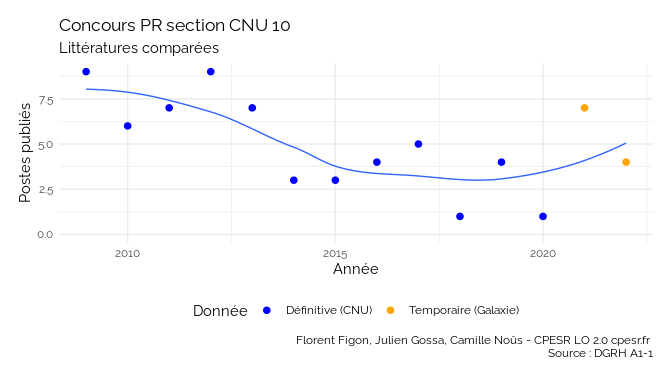 Concours PR section CNU 10
Littératures comparées
Postes publiés
7.5
5.0
2.5
0.0
2010
2015
2020
Année
Donnée
Définitive (CNU)
Temporaire (Galaxie)
Florent Figon, Julien Gossa, Camille Noûs - CPESR LO 2.0 cpesr.fr
Source : DGRH A1-1